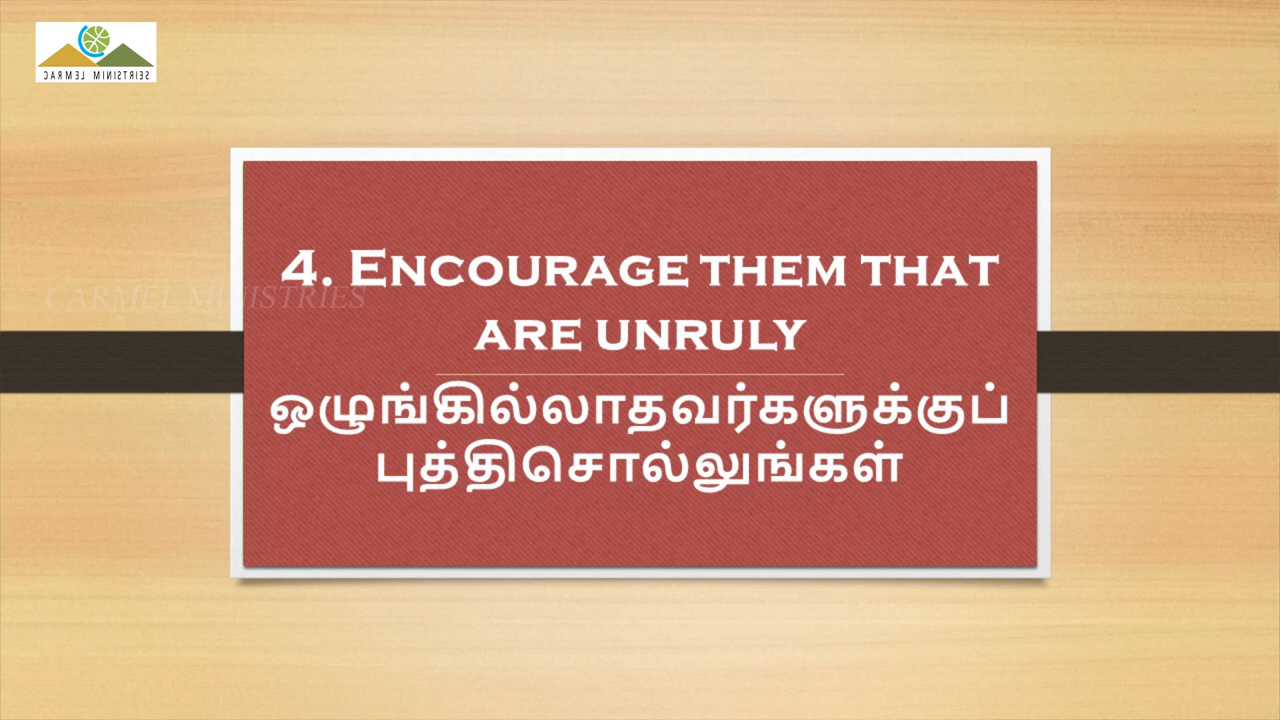 CARMEL MINISTRIES
4. ENCOURAGE THEM THAT
ARE UNRULY
ஒழுங்கில்லாதவர்களுக்குப்
புத்திசொல்லுங்கள்
CARMEL MINISTRIES